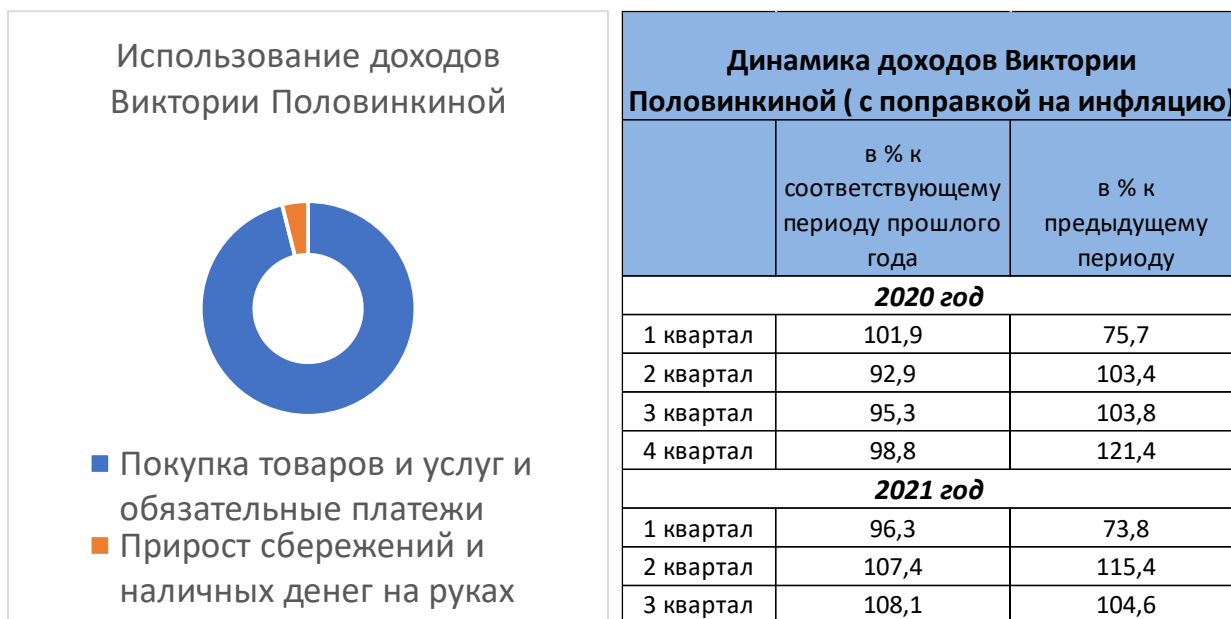 Использование доходов
Виктории Половинкиной
■ Покупка товаров и услуг и
обязательные платежи
■ Прирост сбережений и
наличных денег на руках
Динамика доходов Виктории
Половинкиной ( с поправкой на инфляцию)
в % к
соответствующему
периоду прошлого
года
в % к
предыдущему
периоду
2020 год
1 квартал 101,9 75,7
2 квартал 92,9 103,4
3 квартал 95,3 103,8
4 квартал 98,8 121,4
2021 год
1 квартал 96,3 73,8
2 квартал 107,4 115,4
3 квартал 108,1 104,6